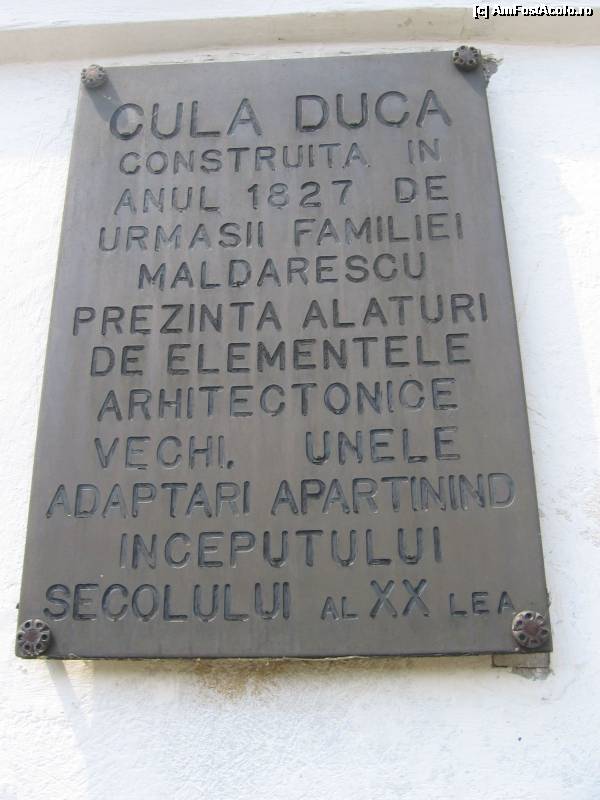 [c] AmFostAcolo.ro
CULA DUCA
CONSTRUITA IN
ANUL 1827 DE
URMASII FAMILIEI
MALDARESCU
PREZINTA ALATURI
DE ELEMENTELE
ARHITECTONICE
VECHI. UNELE
ADAPTARI APARTININD
INCEPUTULUI
SECOLULUI AL XX LEA